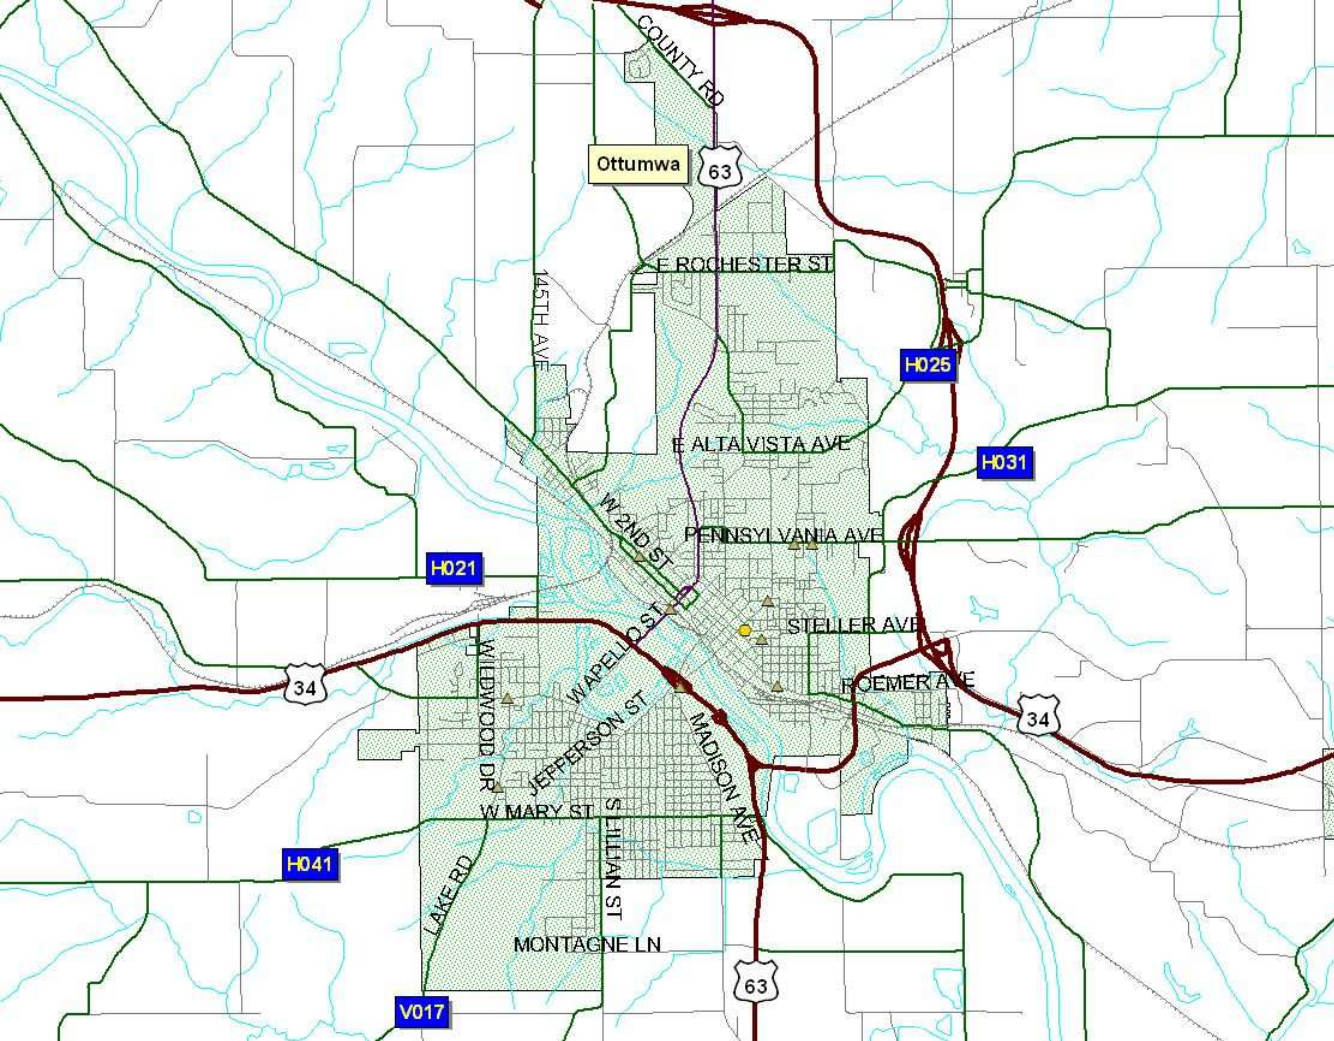 COUNTY RD
Ottumwa
63
E ROCHESTER ST
145TH AVE
H025
E ALTA VISTA AVE
H031
W 2ND ST
PENNSYLVANIA AVE
H021
WAPELLO ST
STELLER AVE
34
WILDWOOD DR
ROEMER AVE
34
JEFFERSON ST
MADISON AVE
W MARY ST
S LILLIAN ST
H041
LAKE RD
MONTAGNE LN
63
V017